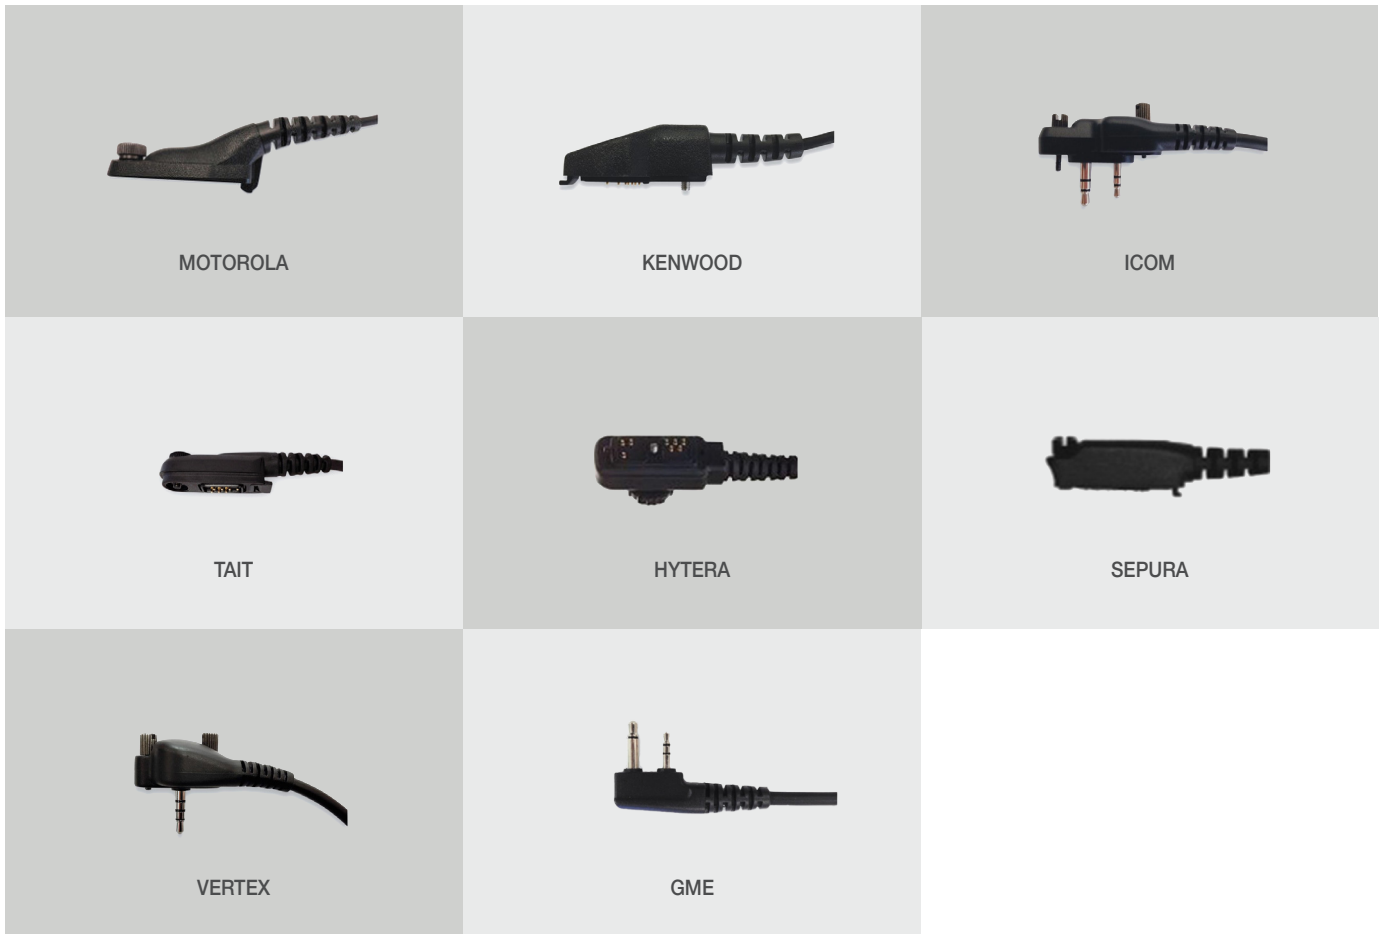 MOTOROLA
KENWOOD
ICOM
TAIT
HYTERA
SEPURA
VERTEX
GME